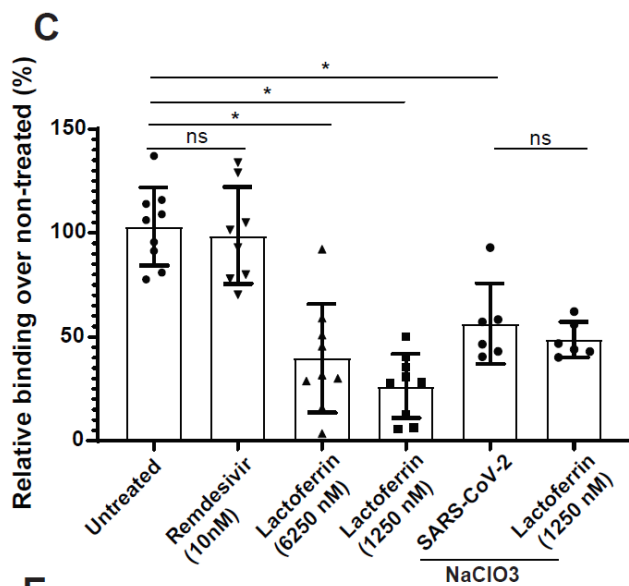 C
Relative binding over non-treated (%)
*
*
*
ns
ns
150
100
50
0
Untreated
Remdesivir
(10nM)
Lactoferrin
(6250 nM)
Lactoferrin
(1250 nM)
SARS-CoV-2
Lactoferrin
(1250 nM)
NaClO3